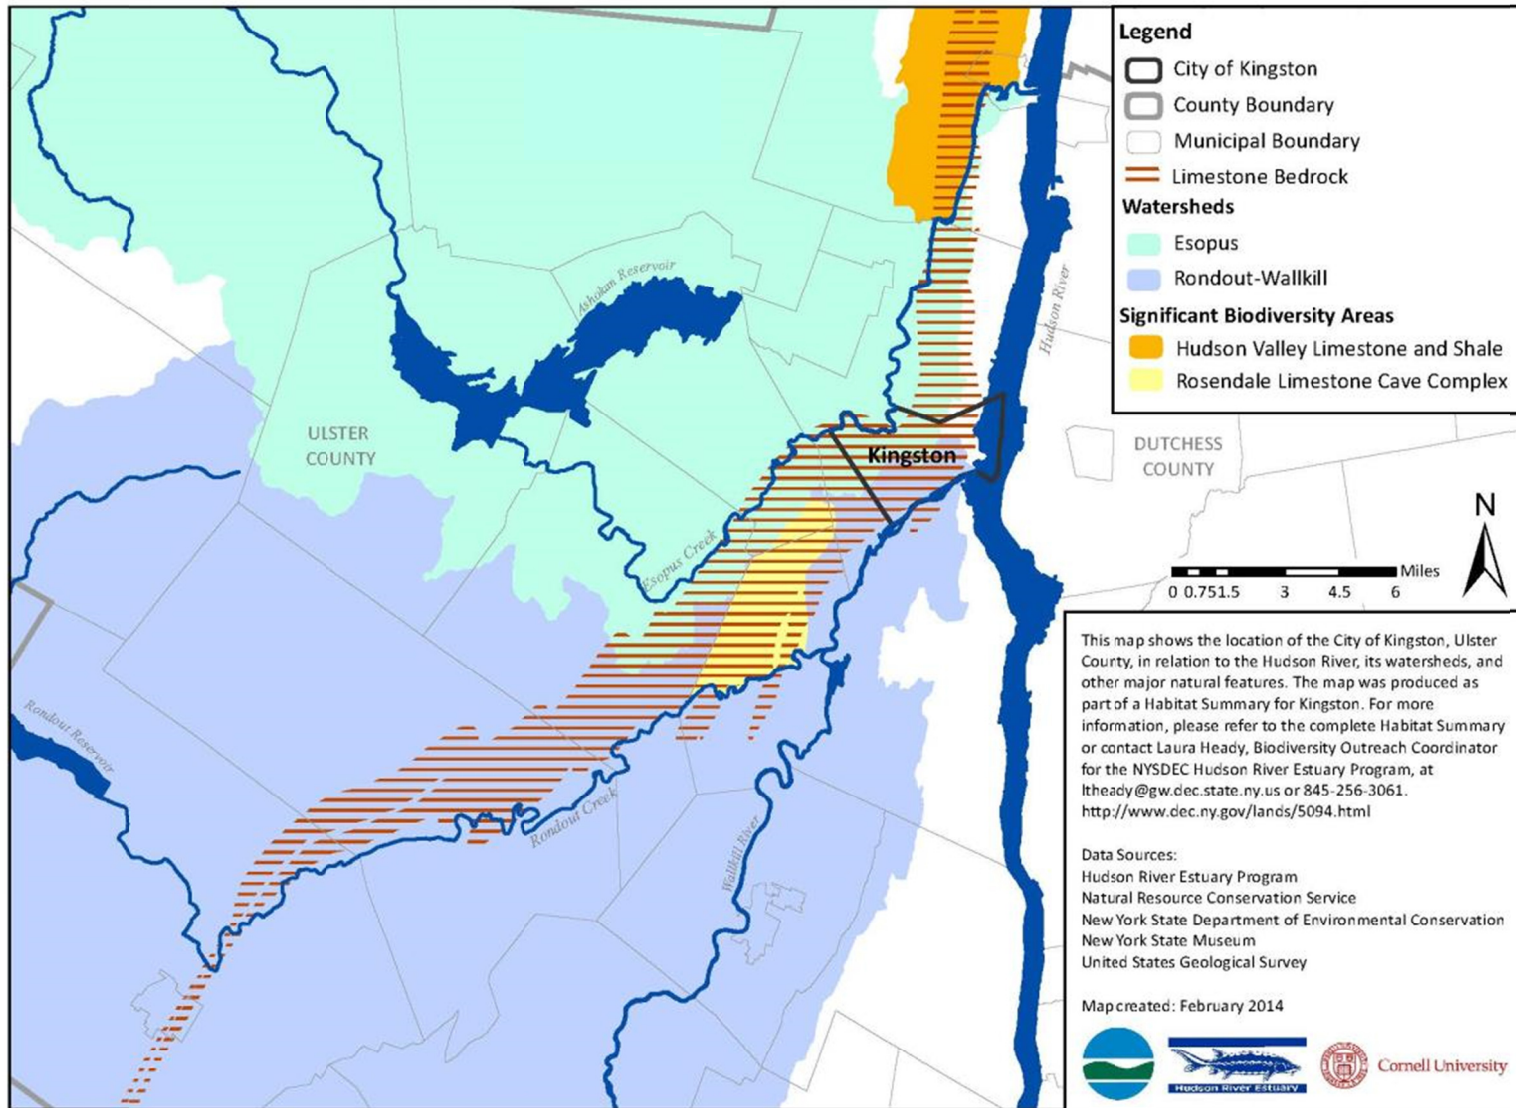 Legend
City of Kingston
County Boundary
Municipal Boundary
Limestone Bedrock
Watersheds
Esopus
Rondout-Wallkill
Significant Biodiversity Areas
Hudson Valley Limestone and Shale
Rosendale Limestone Cave Complex
Ashokan Reservoir
Hudson River
ULSTER
COUNTY
Kingston
DUTCHESS
COUNTY
Esopus Creek
Rondout Reservoir
Rondout Creek
Wallkill River
N
Miles
0 0.75 1.5 3 4.5 6
This map shows the location of the City of Kingston, Ulster
County, in relation to the Hudson River, its watersheds, and
other major natural features. The map was produced as
part of a Habitat Summary for Kingston. For more
information, please refer to the complete Habitat Summary
or contact Laura Heady, Biodiversity Outreach Coordinator
for the NYSDEC Hudson River Estuary Program, at
ltheady@gw.dec.state.ny.us or 845-256-3061.
http://www.dec.ny.gov/lands/5094.html
Data Sources:
Hudson River Estuary Program
Natural Resource Conservation Service
New York State Department of Environmental Conservation
New York State Museum
United States Geological Survey
Map created: February 2014
Hudson River Estuary
Cornell University